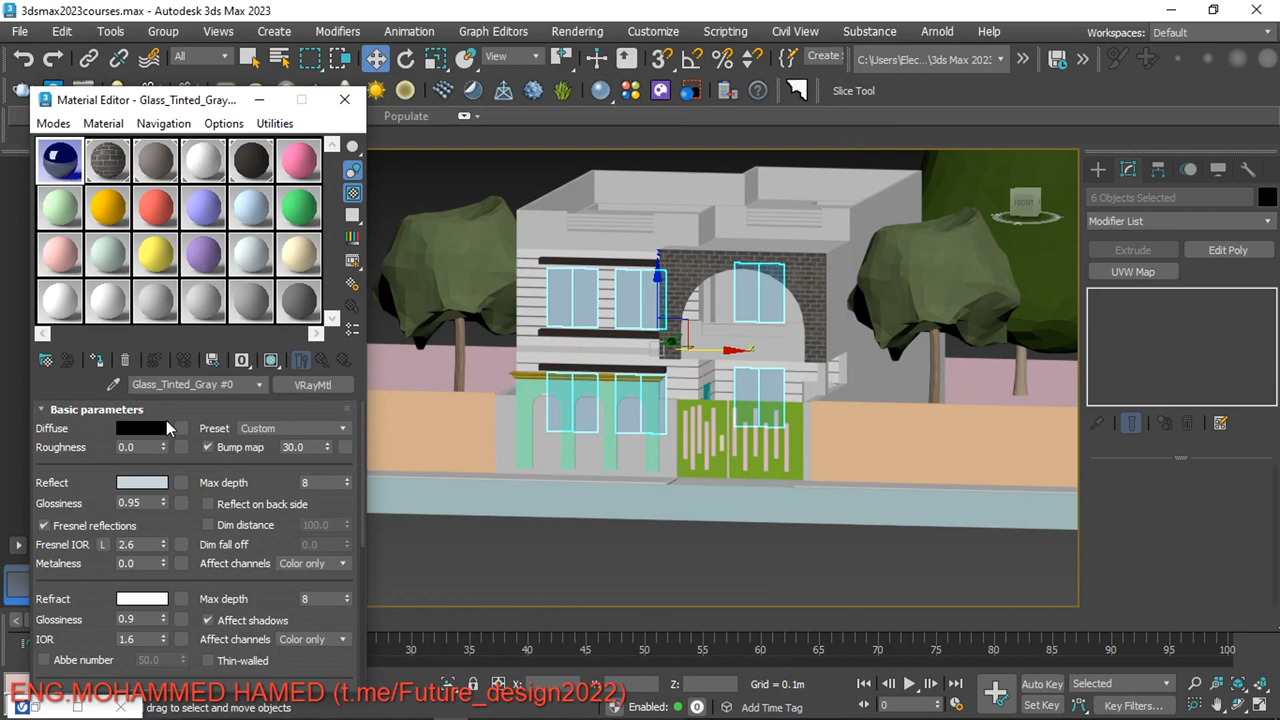 3dsmax2023courses.max - Autodesk 3ds Max 2023
File Edit Tools Group Views Create Modifiers Animation Graph Editors Rendering Customize Scripting Civil View Substance Arnold Help Workspaces: Default
All View Create C:\Users\Elec... \3ds Max 2023
Slice Tool
Populate
Material Editor - Glass_Tinted_Gray...
Modes Material Navigation Options Utilities
Glass_Tinted_Gray #0 VRayMtl
Basic parameters
Diffuse Preset Custom
Roughness 0.0 Bump map 30.0
Reflect Max depth 8
Glossiness 0.95 Reflect on back side
Fresnel reflections Dim distance 100.0
Fresnel IOR L 2.6 Dim fall off 0.0
Metalness 0.0 Affect channels Color only
Refract Max depth 8
Glossiness 0.9 Affect shadows
IOR 1.6 Affect channels Color only
Abbe number 50.0 Thin-walled
FRONT
6 Objects Selected
Modifier List
Extrude Edit Poly
UVW Map
30 35 40 45 50 55 60 65 70 75 80 85 90 95 100
ENG.MOHAMMED HAMED (t.me/Future_design2022)
X: Y: Z: Grid = 0.1m
drag to select and move objects Enabled: 0 Add Time Tag
Auto Key Selected
Set Key Key Filters...
0